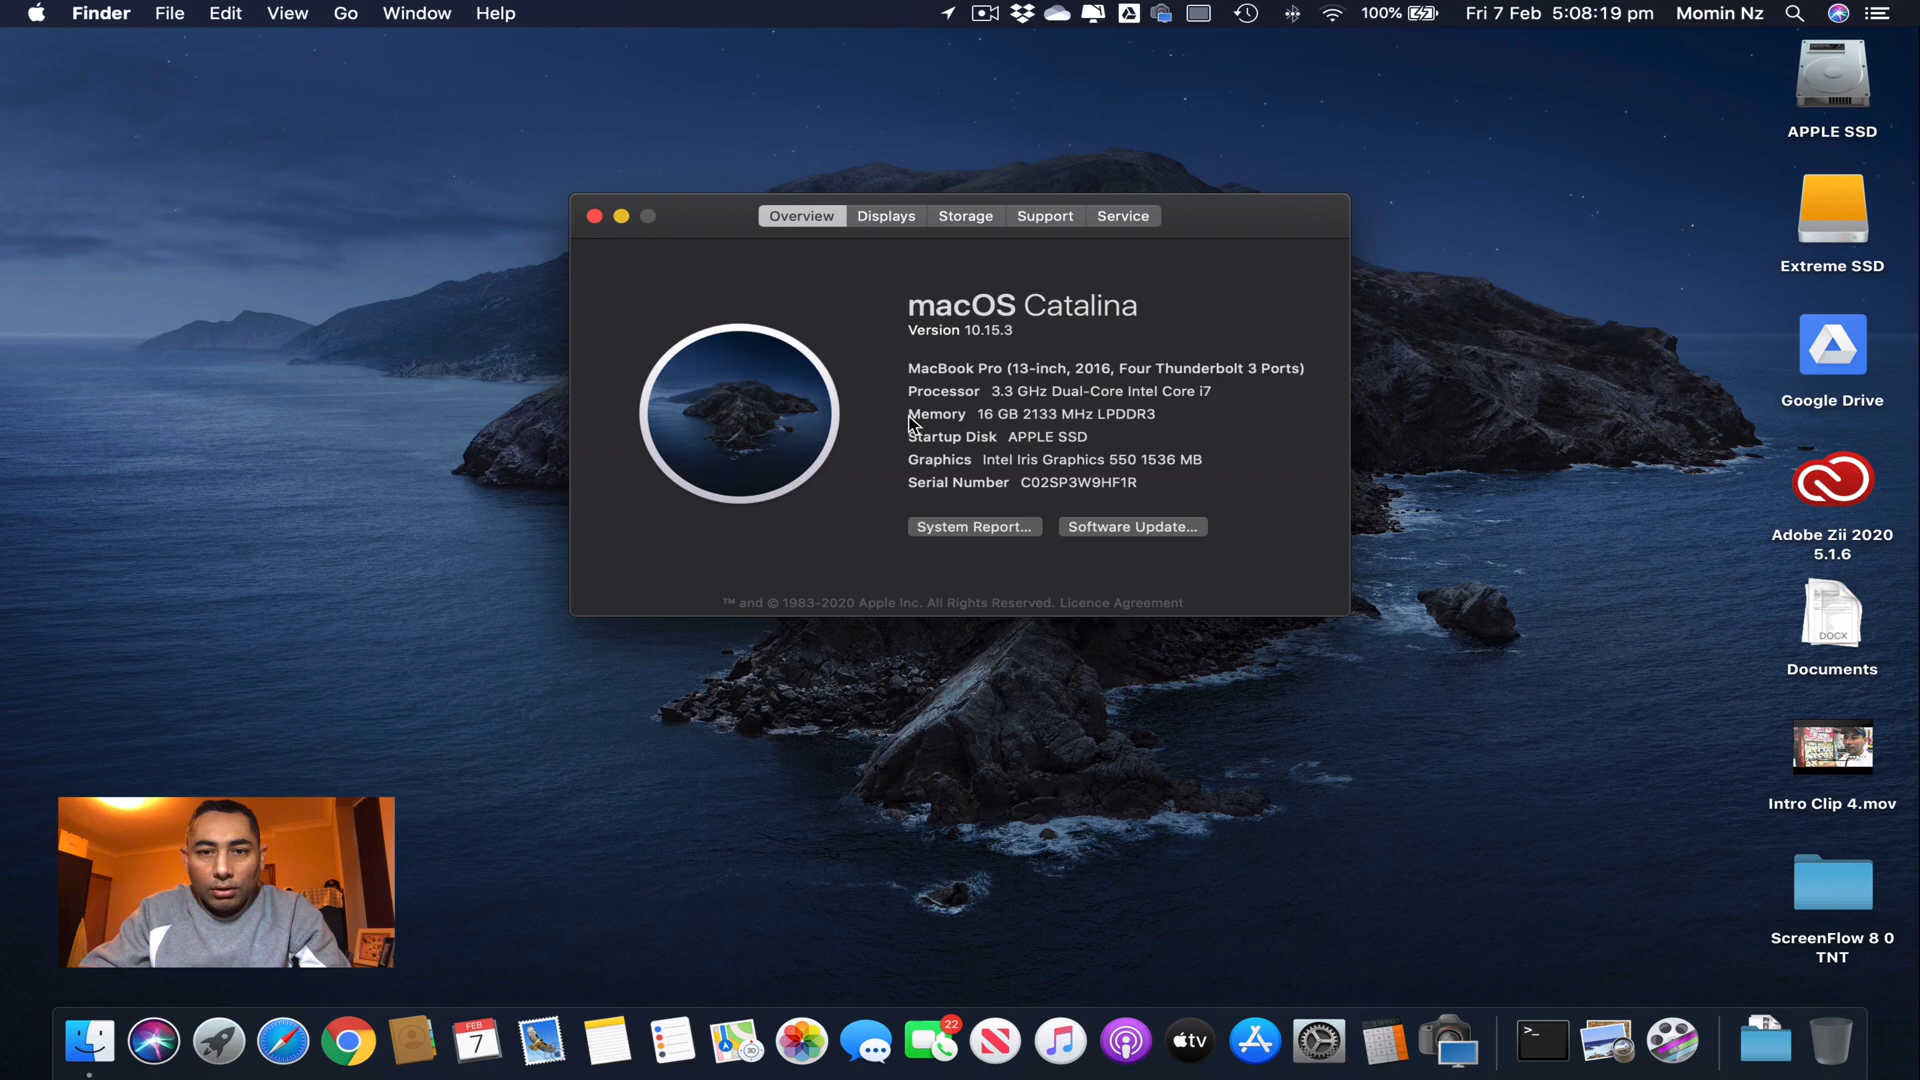 Finder File Edit View Go Window Help 100% Fri 7 Feb 5:08:19 pm Momin Nz
Overview Displays Storage Support Service
macOS Catalina
Version 10.15.3
MacBook Pro (13-inch, 2016, Four Thunderbolt 3 Ports)
Processor 3.3 GHz Dual-Core Intel Core i7
Memory 16 GB 2133 MHz LPDDR3
Startup Disk APPLE SSD
Graphics Intel Iris Graphics 550 1536 MB
Serial Number C02SP3W9HF1R
System Report... Software Update...
™ and © 1983-2020 Apple Inc. All Rights Reserved. Licence Agreement
APPLE SSD
Extreme SSD
Google Drive
Adobe Zii 2020
5.1.6
DOCX
Documents
Intro Clip 4.mov
ScreenFlow 8 0
TNT
FEB
7
3D
22
tv
>_